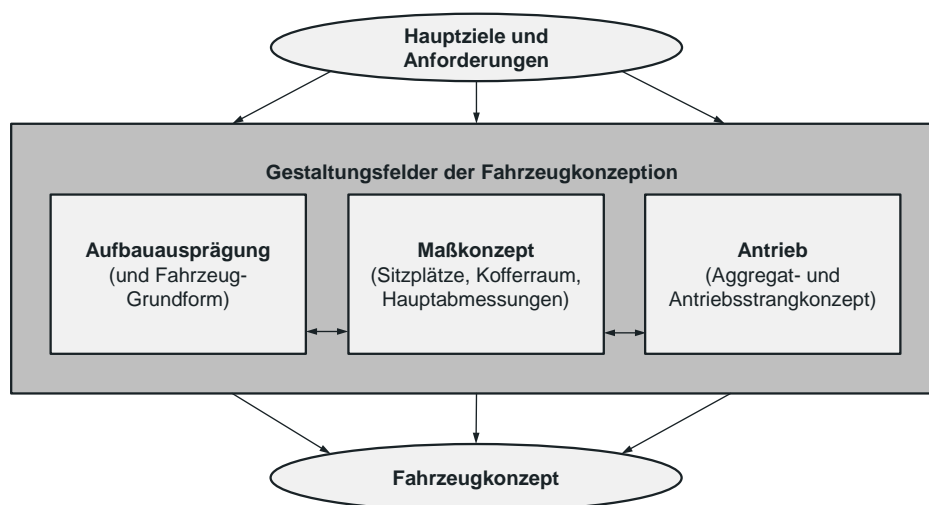 Hauptziele und
Anforderungen
Gestaltungsfelder der Fahrzeugkonzeption
Aufbauausprägung
(und Fahrzeug-
Grundform)
Maßkonzept
(Sitzplätze, Kofferraum,
Hauptabmessungen)
Antrieb
(Aggregat- und
Antriebsstrangkonzept)
Fahrzeugkonzept